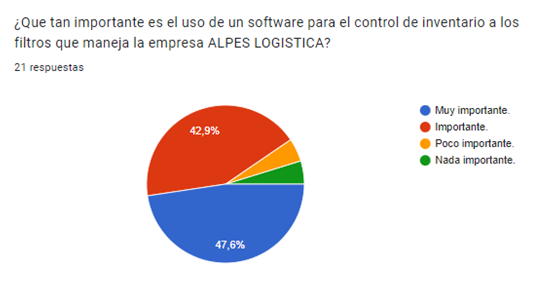 ¿Que tan importante es el uso de un software para el control de inventario a los
filtros que maneja la empresa ALPES LOGISTICA?
21 respuestas
Muy importante.
Importante.
Poco importante.
Nada importante.
42,9%
47,6%